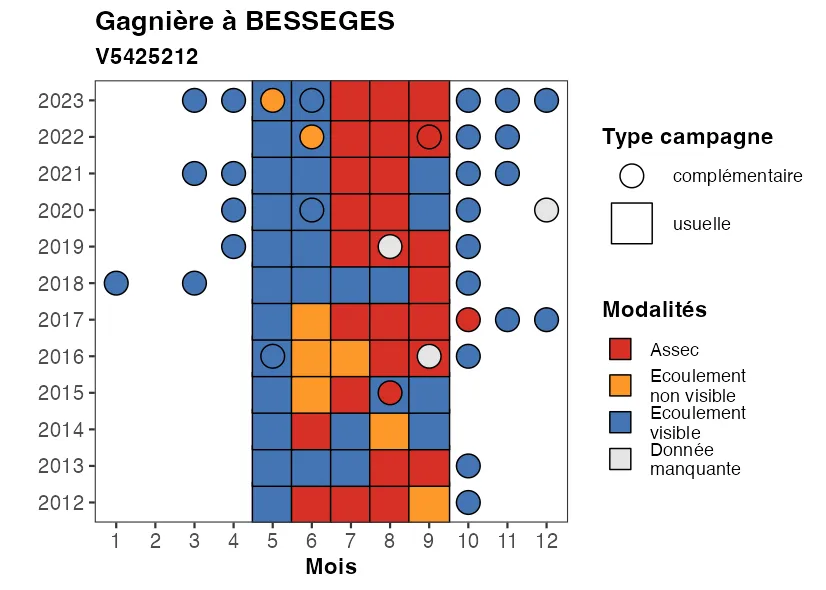 Gagnière à BESSEGES
V5425212
2023
2022
2021
2020
2019
2018
2017
2016
2015
2014
2013
2012
1 2 3 4 5 6 7 8 9 10 11 12
Mois
Type campagne
complémentaire
usuelle
Modalités
Assec
Ecoulement
non visible
Ecoulement
visible
Donnée
manquante